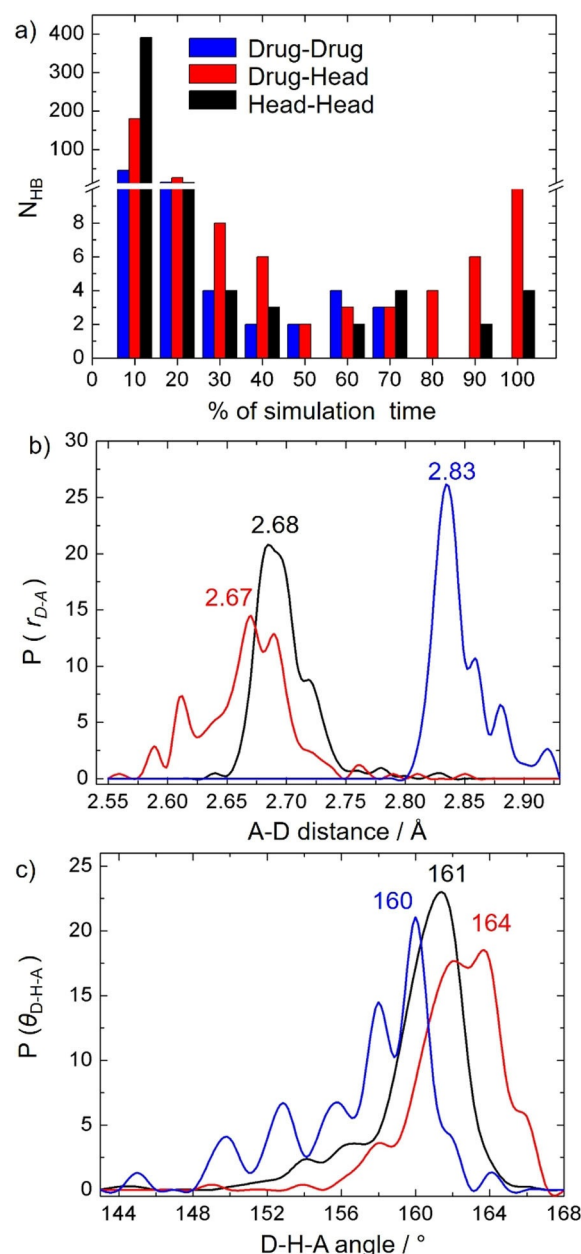 a)
400
300
200
100
8
6
4
2
0
N_HB
Drug-Drug
Drug-Head
Head-Head
0 10 20 30 40 50 60 70 80 90 100
% of simulation time
b)
30
25
20
15
10
5
0
P ( r_D-A )
2.67
2.68
2.83
2.55 2.60 2.65 2.70 2.75 2.80 2.85 2.90
A-D distance / Å
c)
25
20
15
10
5
0
P (θ_D-H-A )
160
161
164
144 148 152 156 160 164 168
D-H-A angle / °